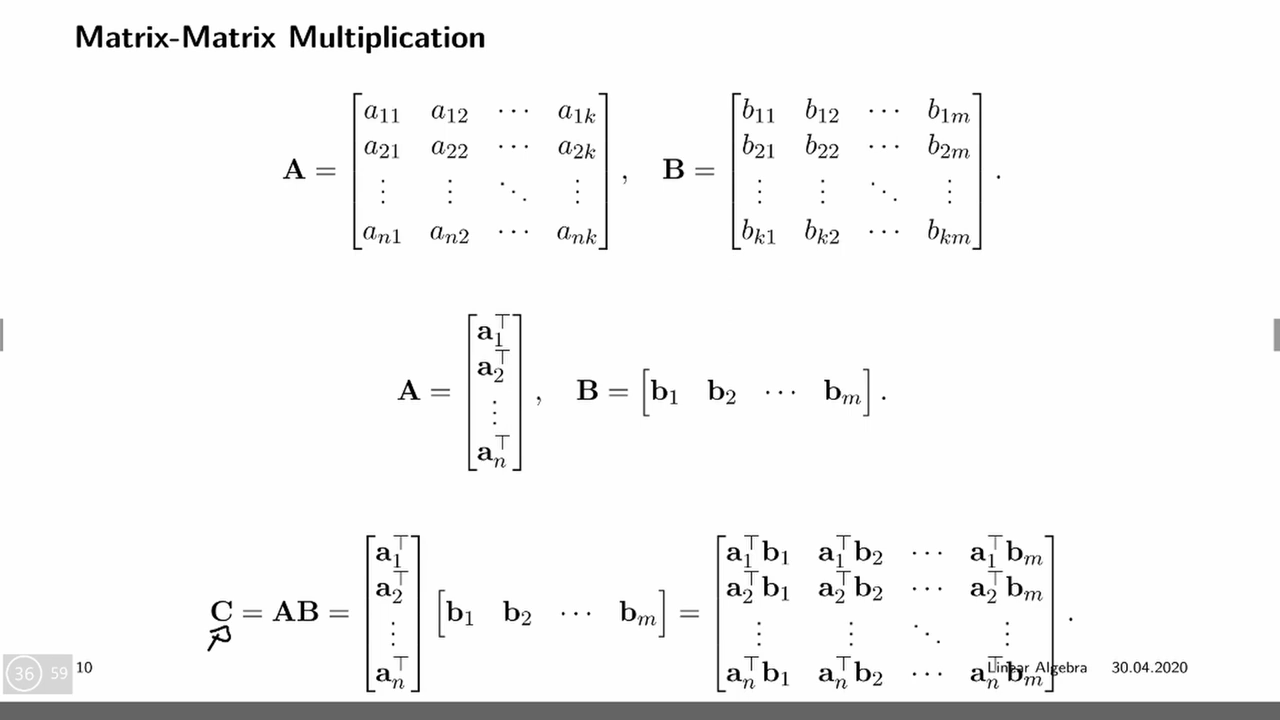 Matrix-Matrix Multiplication
A = [a₁₁ a₁₂ ⋯ a₁ₖ; a₂₁ a₂₂ ⋯ a₂ₖ; ⋮ ⋮ ⋱ ⋮; aₙ₁ aₙ₂ ⋯ aₙₖ], B = [b₁₁ b₁₂ ⋯ b₁ₘ; b₂₁ b₂₂ ⋯ b₂ₘ; ⋮ ⋮ ⋱ ⋮; bₖ₁ bₖ₂ ⋯ bₖₘ].
A = [a₁⊤; a₂⊤; ⋮; aₙ⊤], B = [b₁ b₂ ⋯ bₘ].
C = AB = [a₁⊤; a₂⊤; ⋮; aₙ⊤] [b₁ b₂ ⋯ bₘ] = [a₁⊤b₁ a₁⊤b₂ ⋯ a₁⊤bₘ; a₂⊤b₁ a₂⊤b₂ ⋯ a₂⊤bₘ; ⋮ ⋮ ⋱ ⋮; aₙ⊤b₁ aₙ⊤b₂ ⋯ aₙ⊤bₘ].
36 59 10 Linear Algebra 30.04.2020